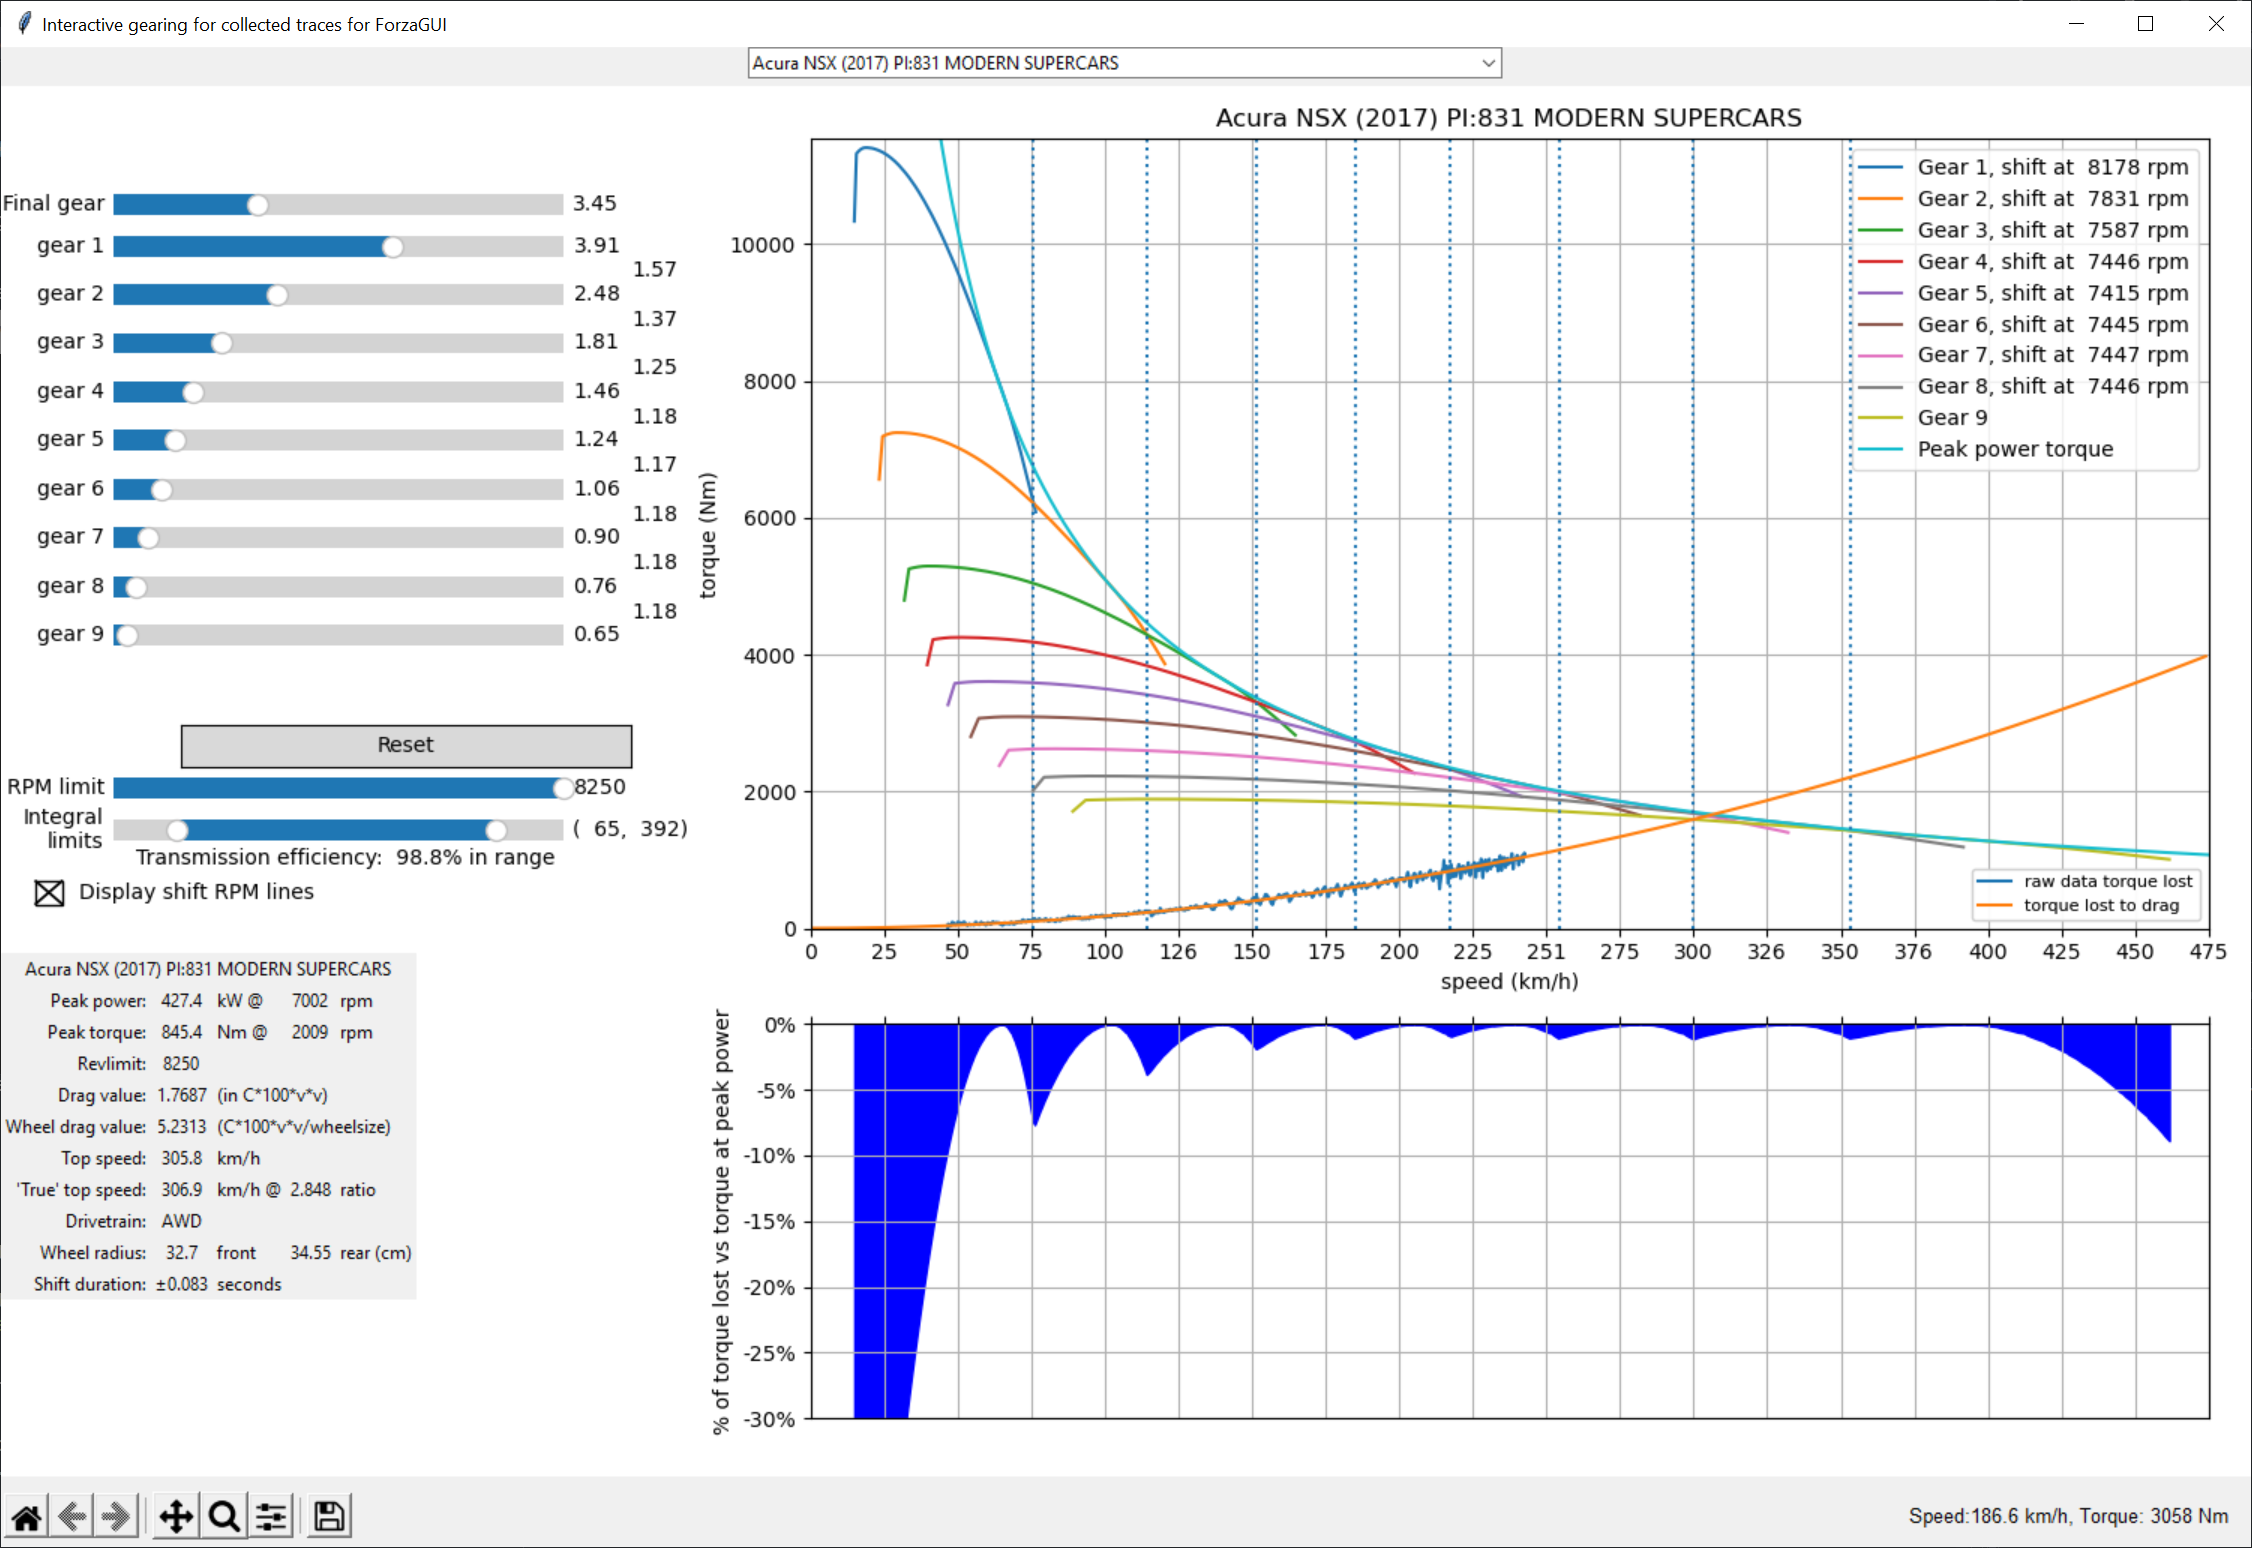 Interactive gearing for collected traces for ForzaGUI
Acura NSX (2017) PI:831 MODERN SUPERCARS
Final gear 3.45
gear 1 3.91
1.57
gear 2 2.48
1.37
gear 3 1.81
1.25
gear 4 1.46
1.18
gear 5 1.24
1.17
gear 6 1.06
1.18
gear 7 0.90
1.18
gear 8 0.76
1.18
gear 9 0.65
Reset
RPM limit 8250
Integral
limits ( 65, 392)
Transmission efficiency: 98.8% in range
Display shift RPM lines
Acura NSX (2017) PI:831 MODERN SUPERCARS
Peak power: 427.4 kW @ 7002 rpm
Peak torque: 845.4 Nm @ 2009 rpm
Revlimit: 8250
Drag value: 1.7687 (in C*100*v*v)
Wheel drag value: 5.2313 (C*100*v*v/wheelsize)
Top speed: 305.8 km/h
'True' top speed: 306.9 km/h @ 2.848 ratio
Drivetrain: AWD
Wheel radius: 32.7 front 34.55 rear (cm)
Shift duration: ±0.083 seconds
Acura NSX (2017) PI:831 MODERN SUPERCARS
torque (Nm)
10000
8000
6000
4000
2000
0
Gear 1, shift at 8178 rpm
Gear 2, shift at 7831 rpm
Gear 3, shift at 7587 rpm
Gear 4, shift at 7446 rpm
Gear 5, shift at 7415 rpm
Gear 6, shift at 7445 rpm
Gear 7, shift at 7447 rpm
Gear 8, shift at 7446 rpm
Gear 9
Peak power torque
raw data torque lost
torque lost to drag
0 25 50 75 100 126 150 175 200 225 251 275 300 326 350 376 400 425 450 475
speed (km/h)
% of torque lost vs torque at peak power
0%
-5%
-10%
-15%
-20%
-25%
-30%
Speed:186.6 km/h, Torque: 3058 Nm